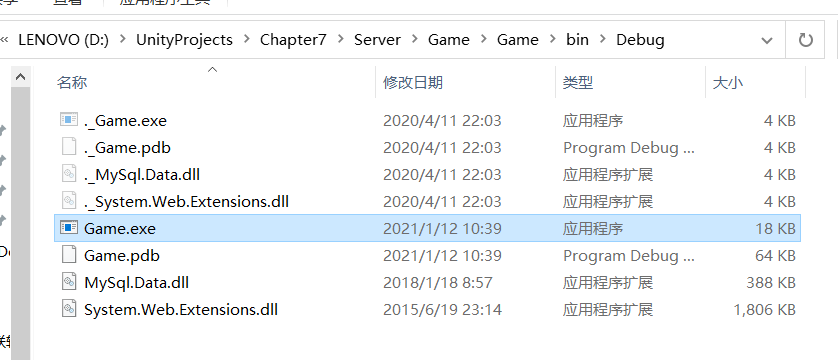 查看 应用程序工具
« LENOVO (D:) > UnityProjects > Chapter7 > Server > Game > Game > bin > Debug
名称 修改日期 类型 大小
._Game.exe 2020/4/11 22:03 应用程序 4 KB
._Game.pdb 2020/4/11 22:03 Program Debug ... 4 KB
._MySql.Data.dll 2020/4/11 22:03 应用程序扩展 4 KB
._System.Web.Extensions.dll 2020/4/11 22:03 应用程序扩展 4 KB
Game.exe 2021/1/12 10:39 应用程序 18 KB
Game.pdb 2021/1/12 10:39 Program Debug ... 64 KB
MySql.Data.dll 2018/1/18 8:57 应用程序扩展 388 KB
System.Web.Extensions.dll 2015/6/19 23:14 应用程序扩展 1,806 KB